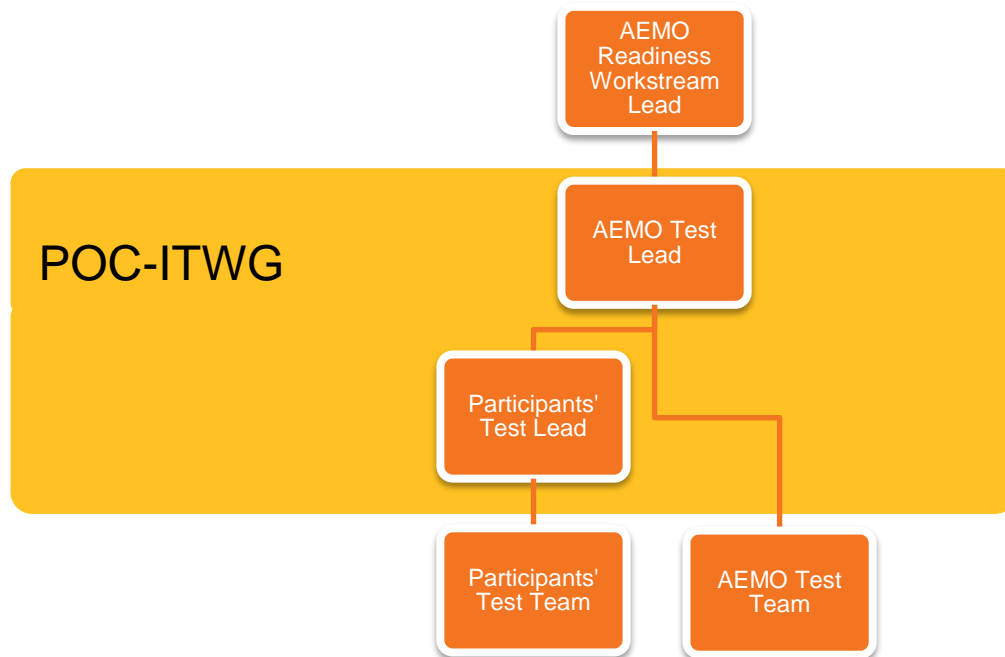 AEMO
Readiness
Workstream
Lead
AEMO Test
Lead
POC-ITWG
Participants'
Test Lead
Participants'
Test Team
AEMO Test
Team